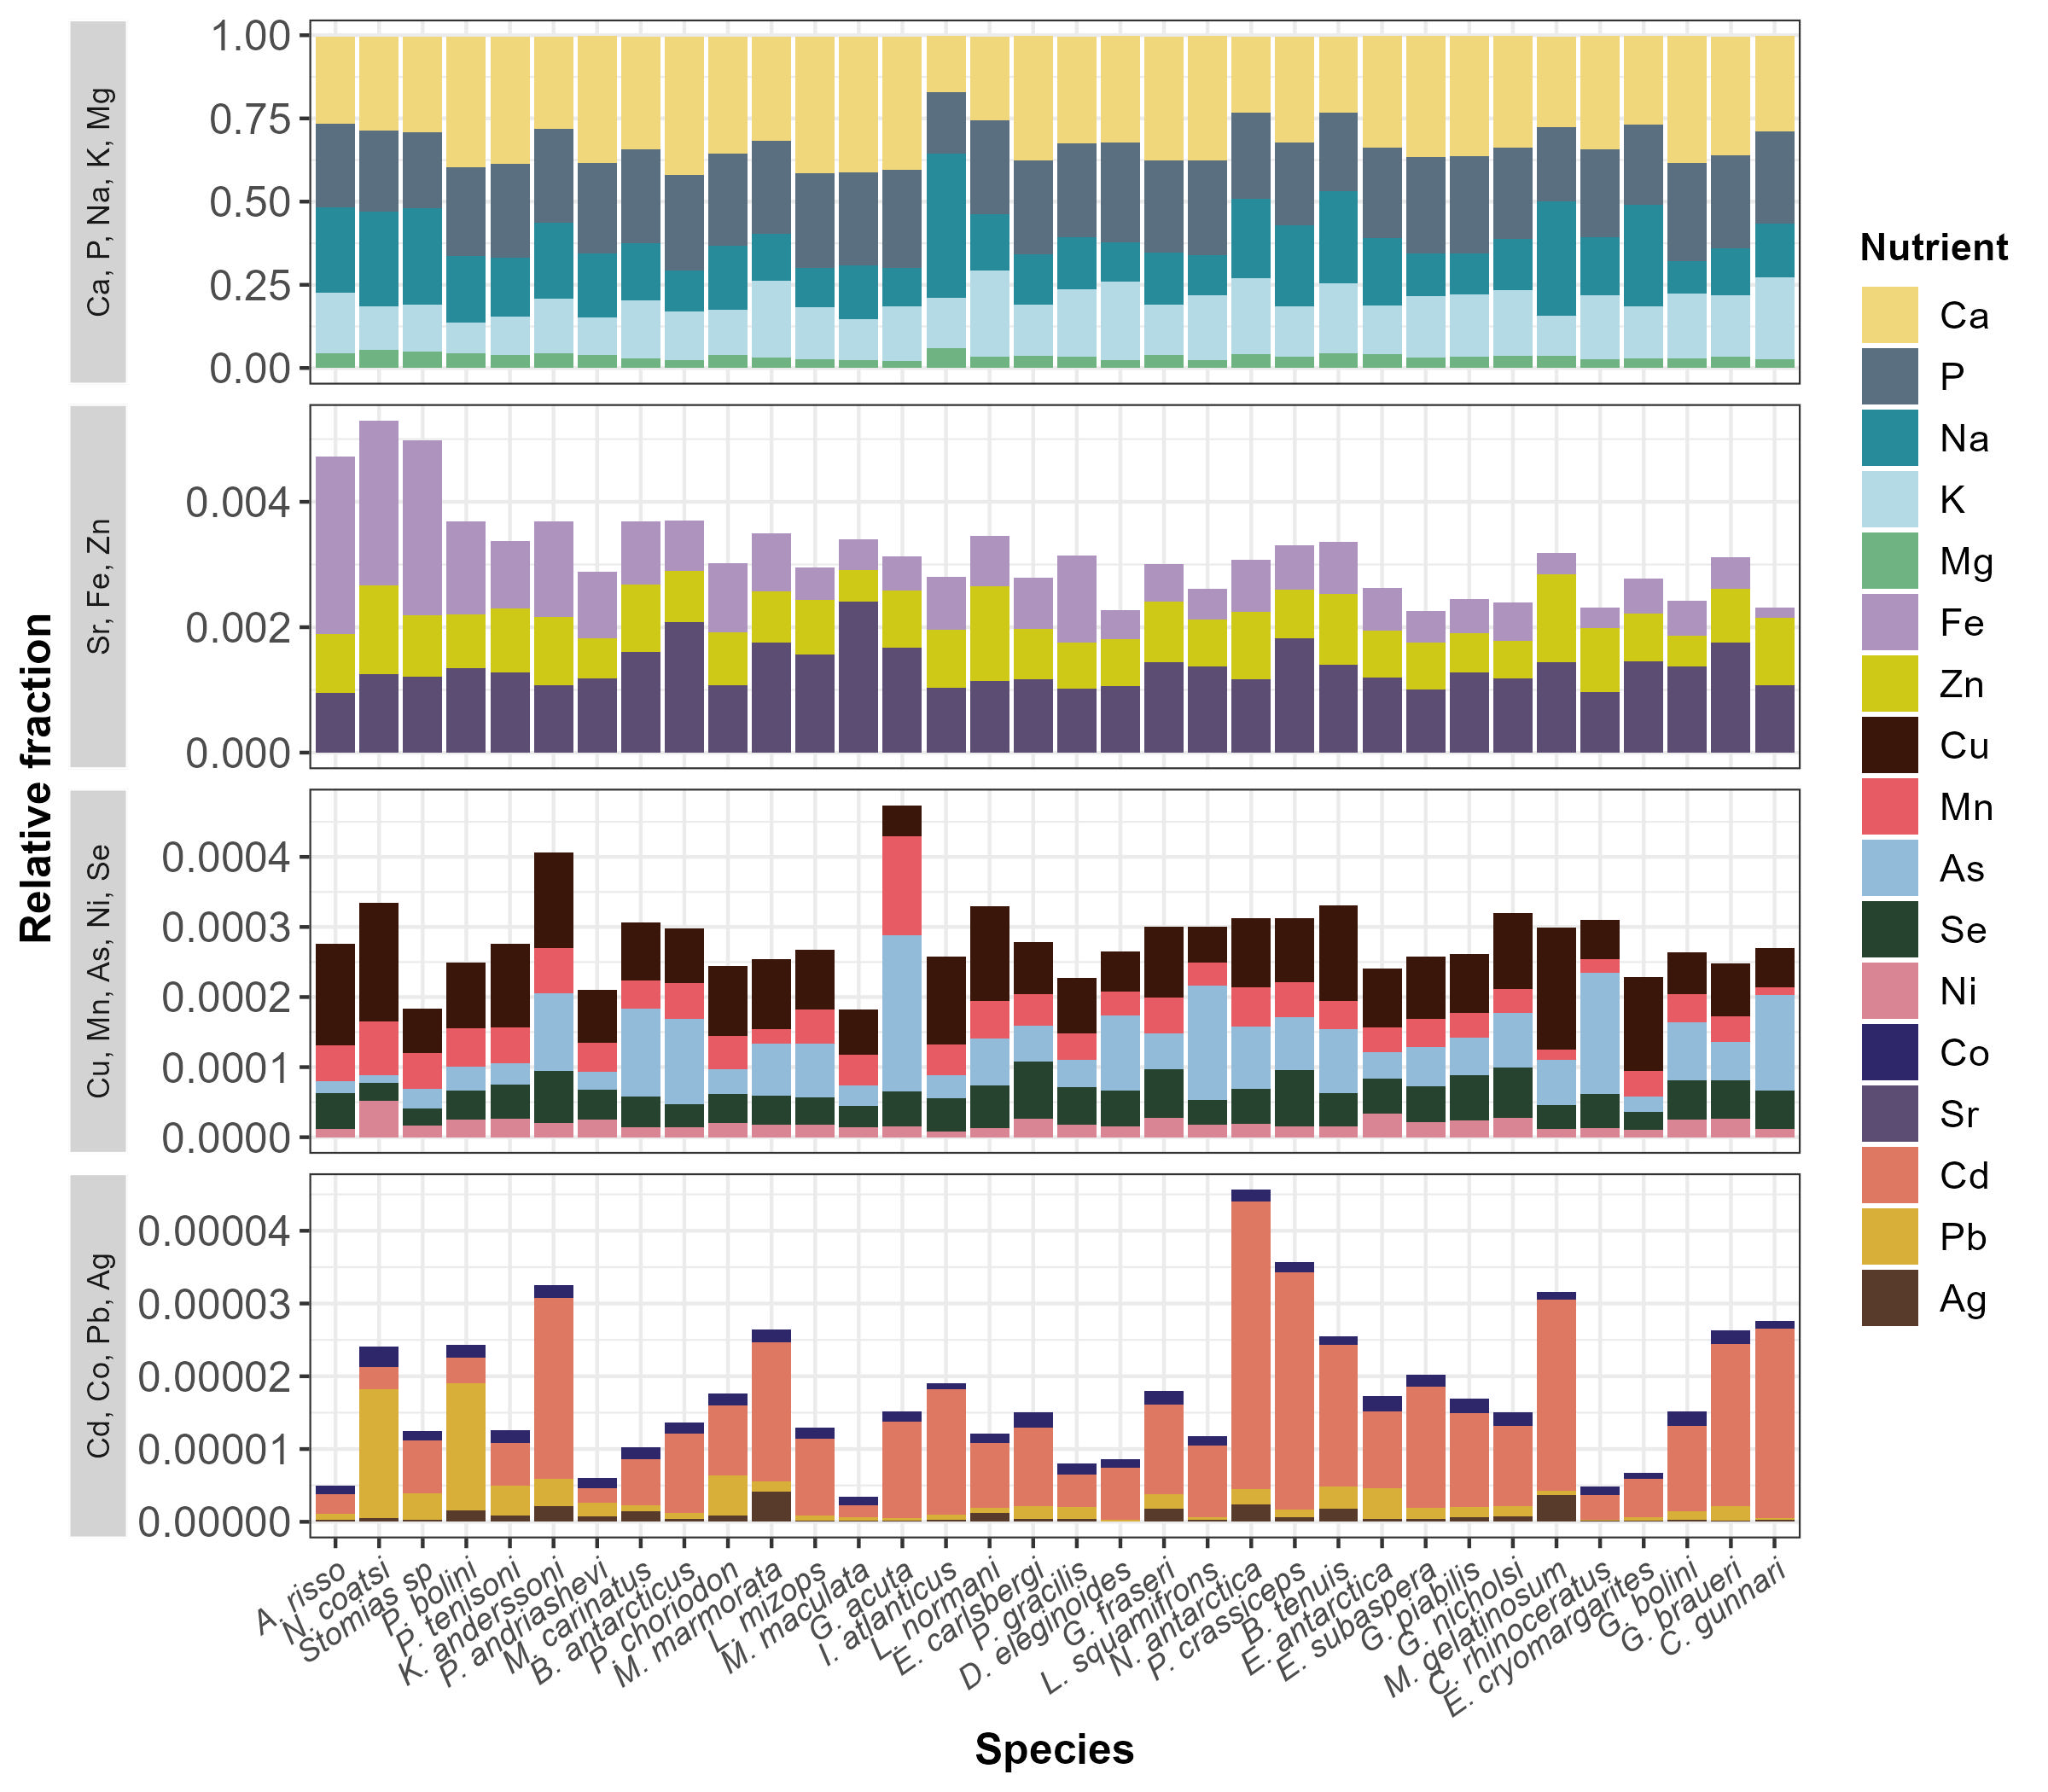 Relative fraction
Ca, P, Na, K, Mg
1.00
0.75
0.50
0.25
0.00
Sr, Fe, Zn
0.004
0.002
0.000
Cu, Mn, As, Ni, Se
0.0004
0.0003
0.0002
0.0001
0.0000
Cd, Co, Pb, Ag
0.00004
0.00003
0.00002
0.00001
0.00000
A. risso
N. coatsi
Stomias sp
P. bolini
P. tenisoni
K. anderssoni
P. andriashevi
M. carinatus
B. antarcticus
P. choriodon
M. marmorata
L. mizops
M. maculata
G. acuta
I. atlanticus
L. normani
E. carlsbergi
P. gracilis
D. eleginoides
G. fraseri
L. squamifrons
N. antarctica
P. crassiceps
B. tenuis
E. antarctica
E. subaspera
G. piabilis
G. nicholsi
M. gelatinosum
C. rhinoceratus
E. cryomargarites
G. bolini
G. braueri
C. gunnari
Species
Nutrient
Ca
P
Na
K
Mg
Fe
Zn
Cu
Mn
As
Se
Ni
Co
Sr
Cd
Pb
Ag